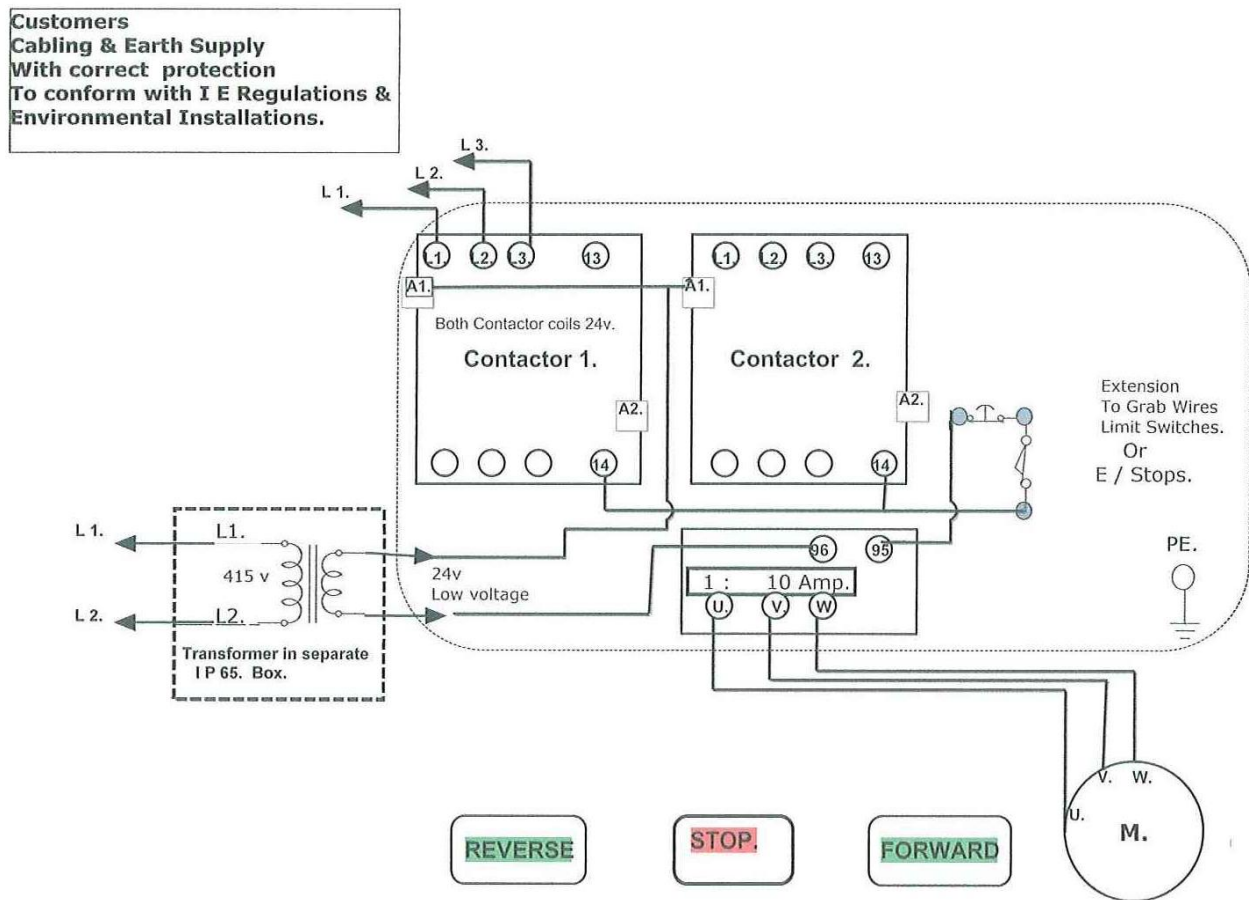 Customers
Cabling & Earth Supply
With correct protection
To conform with I E Regulations &
Environmental Installations.
L 3.
L 2.
L 1.
L1.
L2.
L3.
13
L1.
L2.
L3.
13
A1.
A1.
Both Contactor coils 24v.
Contactor 1.
Contactor 2.
A2.
A2.
14
14
Extension
To Grab Wires
Limit Switches.
Or
E / Stops.
L 1.
L1.
415 v
L 2.
L2.
Transformer in separate
I P 65. Box.
24v
Low voltage
96
95
1 : 10 Amp.
U.
V.
W
PE.
V.
W.
U.
M.
REVERSE
STOP.
FORWARD